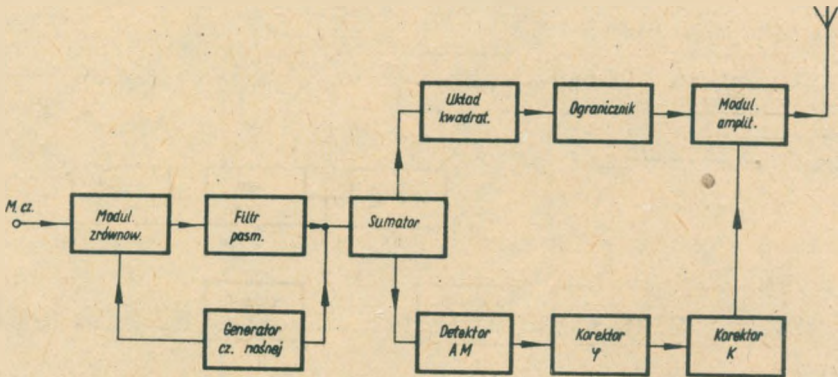 Układ
kwadrat.
Ogranicznik
Modul.
amplit.
M. cz.
Modul.
zrównow.
Filtr
pasm.
Sumator
Generator
cz. nośnej
Detektor
AM
Korektor
φ
Korektor
K